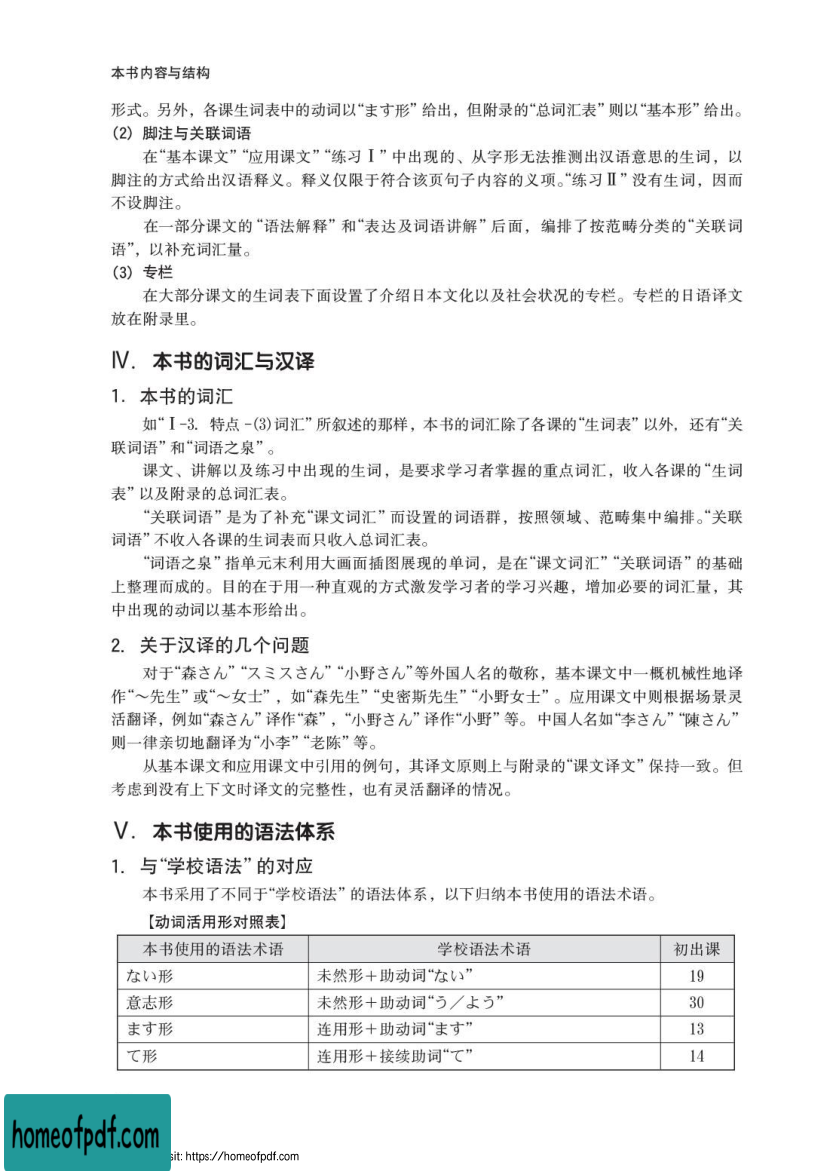 本书内容与结构
形式。另外，各课生词表中的动词以“ます形”给出，但附录的“总词汇表”则以“基本形”给出。
（2）脚注与关联词语
在“基本课文”“应用课文”“练习Ⅰ”中出现的、从字形无法推测出汉语意思的生词，以
脚注的方式给出汉语释义。释义仅限于符合该页句子内容的义项。“练习Ⅱ”没有生词，因而
不设脚注。
在一部分课文的“语法解释”和“表达及词语讲解”后面，编排了按范畴分类的“关联词
语”，以补充词汇量。
（3）专栏
在大部分课文的生词表下面设置了介绍日本文化以及社会状况的专栏。专栏的日语译文
放在附录里。
Ⅳ． 本书的词汇与汉译
1． 本书的词汇
如“Ⅰ-3. 特点-(3)词汇”所叙述的那样，本书的词汇除了各课的“生词表”以外，还有“关
联词语”和“词语之泉”。
课文、讲解以及练习中出现的生词，是要求学习者掌握的重点词汇，收入各课的“生词
表”以及附录的总词汇表。
“关联词语”是为了补充“课文词汇”而设置的词语群，按照领域、范畴集中编排。“关联
词语”不收入各课的生词表而只收入总词汇表。
“词语之泉”指单元末利用大画面插图展现的单词，是在“课文词汇”“关联词语”的基础
上整理而成的。目的在于用一种直观的方式激发学习者的学习兴趣，增加必要的词汇量，其
中出现的动词以基本形给出。
2. 关于汉译的几个问题
对于“森さん”“スミスさん”“小野さん”等外国人名的敬称，基本课文中一概机械性地译
作“～先生”或“～女士”，如“森先生”“史密斯先生”“小野女士”。应用课文中则根据场景灵
活翻译，例如“森さん”译作“森”，“小野さん”译作“小野”等。中国人名如“李さん”“陳さん”
则一律亲切地翻译为“小李”“老陈”等。
从基本课文和应用课文中引用的例句，其译文原则上与附录的“课文译文”保持一致。但
考虑到没有上下文时译文的完整性，也有灵活翻译的情况。
Ⅴ． 本书使用的语法体系
1. 与“学校语法”的对应
本书采用了不同于“学校语法”的语法体系，以下归纳本书使用的语法术语。
【动词活用形对照表】
本书使用的语法术语 学校语法术语 初出课
ない形 未然形＋助动词“ない” 19
意志形 未然形＋助动词“う／よう” 30
ます形 连用形＋助动词“ます” 13
て形 连用形＋接续助词“て” 14
homeofpdf.com
sit: https://homeofpdf.com